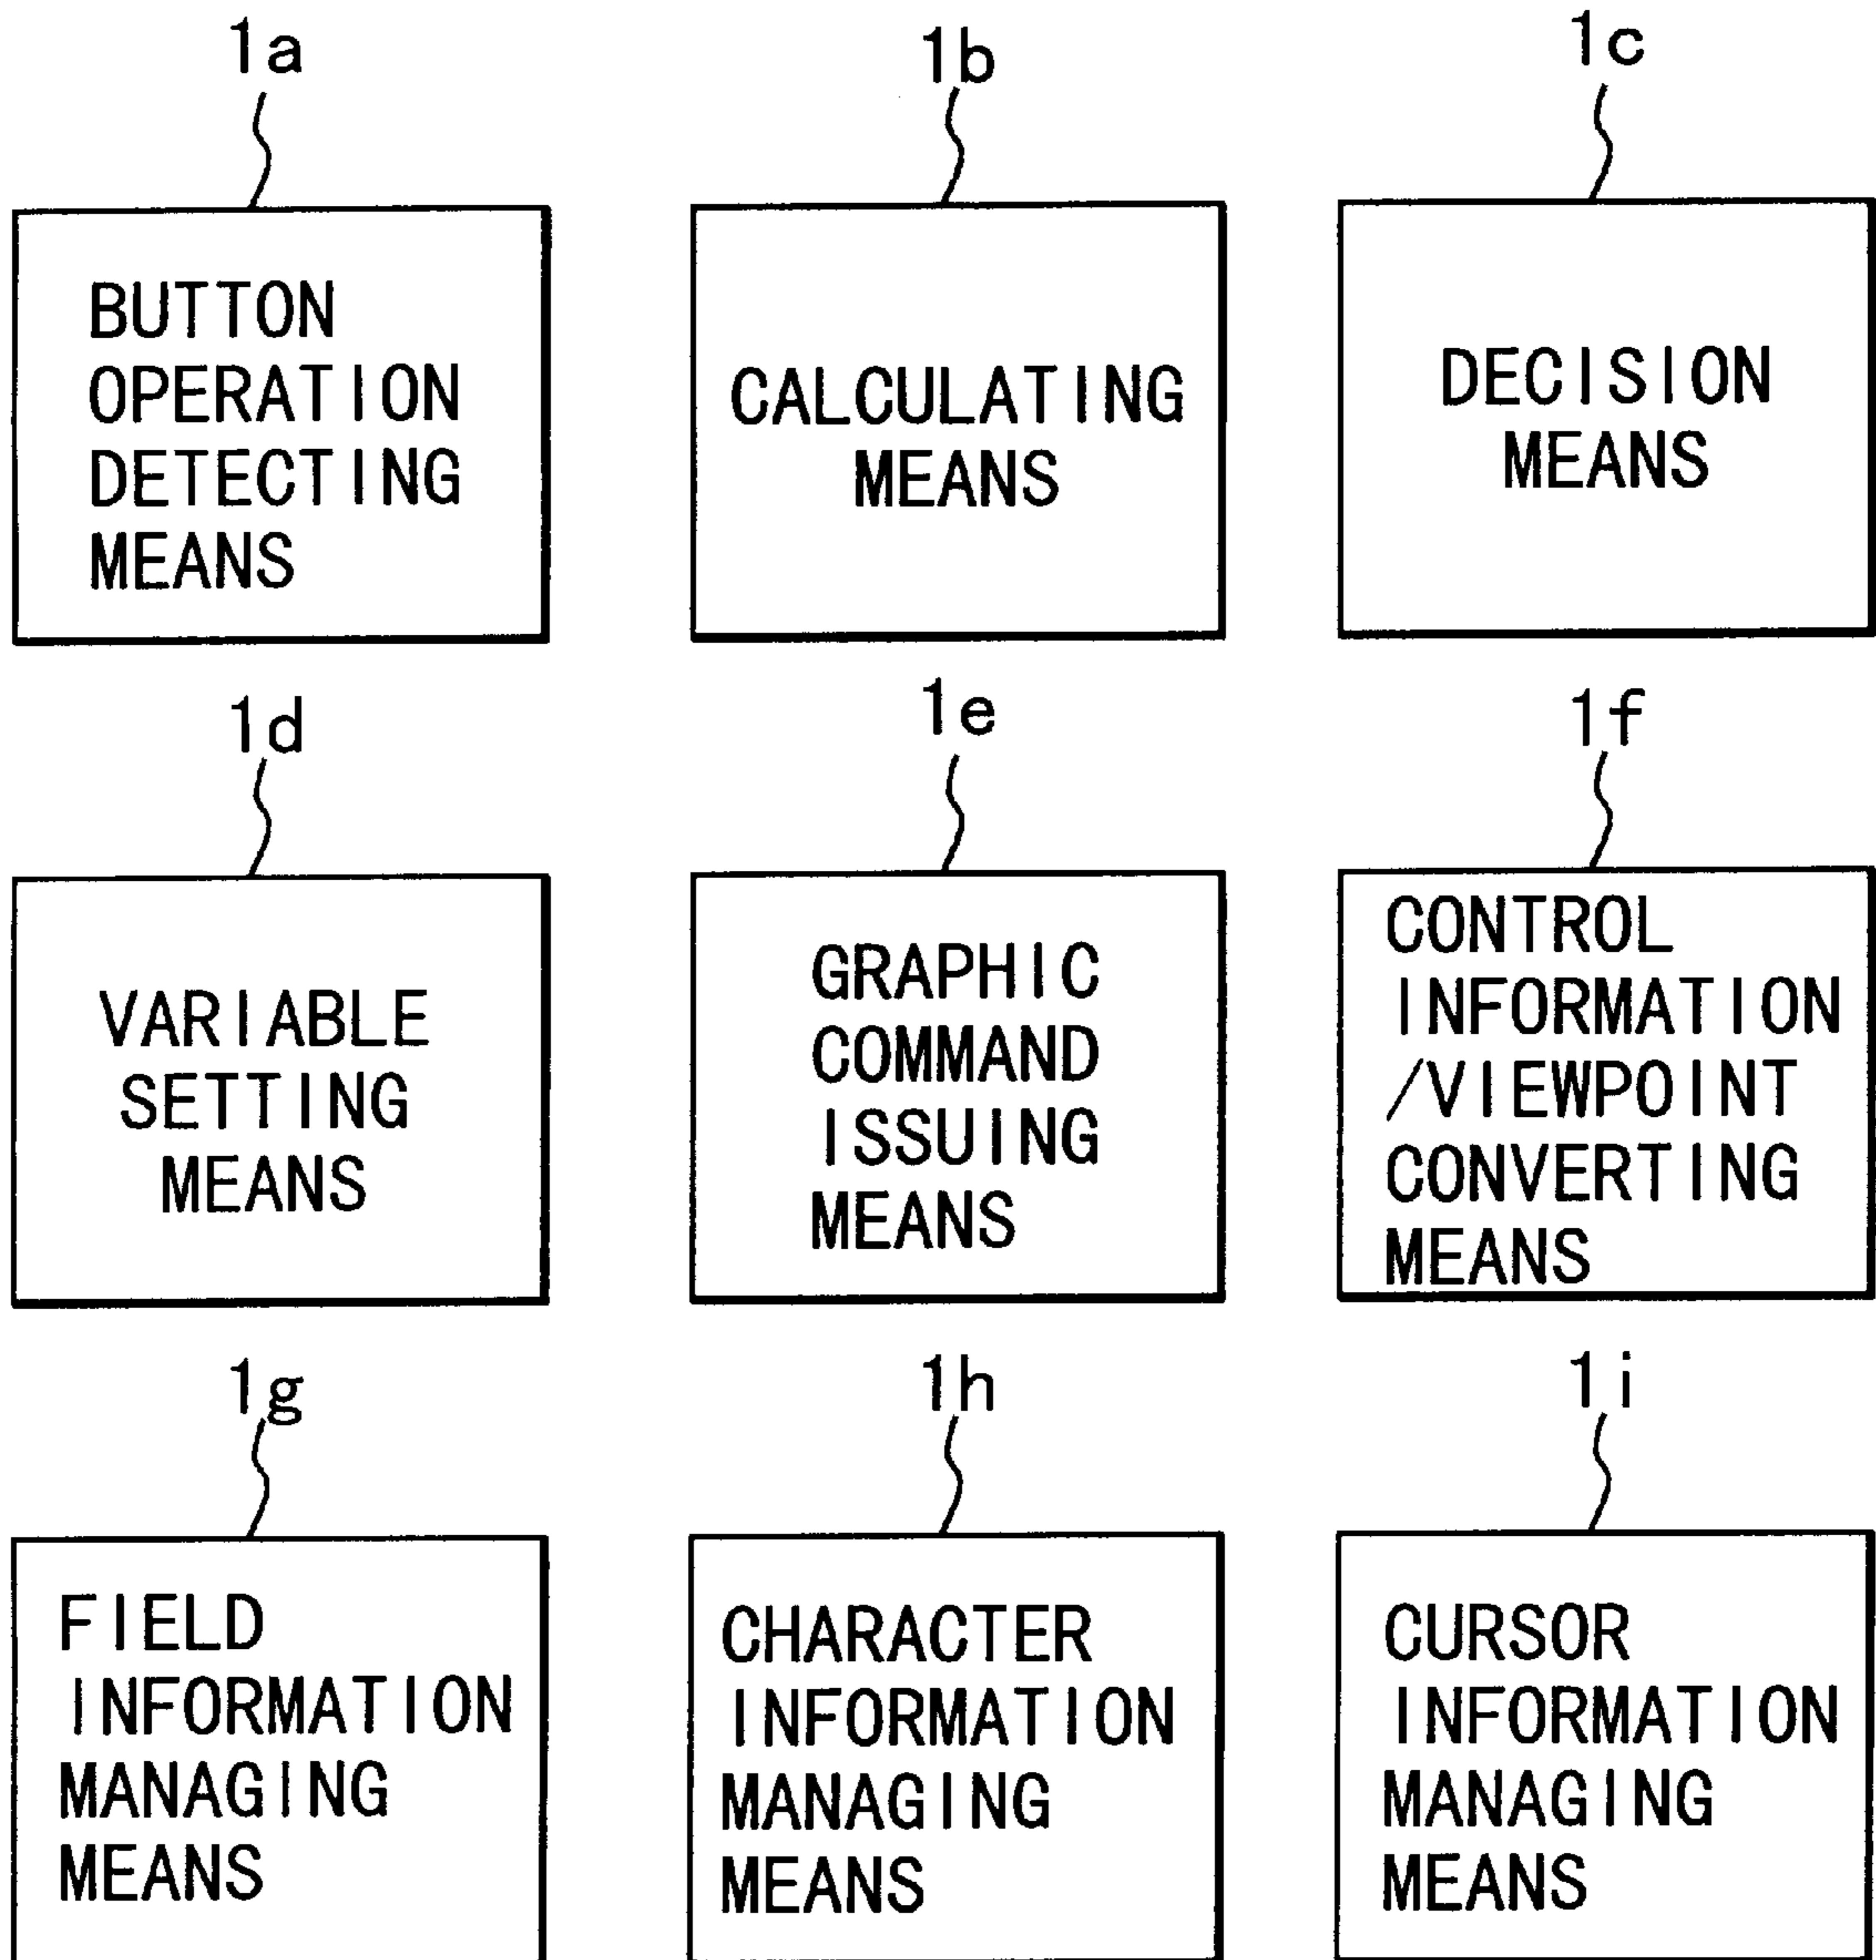 1a
BUTTON
OPERATION
DETECTING
MEANS
1b
CALCULATING
MEANS
1c
DECISION
MEANS
1d
VARIABLE
SETTING
MEANS
1e
GRAPHIC
COMMAND
ISSUING
MEANS
1f
CONTROL
INFORMATION
/VIEWPOINT
CONVERTING
MEANS
1g
FIELD
INFORMATION
MANAGING
MEANS
1h
CHARACTER
INFORMATION
MANAGING
MEANS
1i
CURSOR
INFORMATION
MANAGING
MEANS